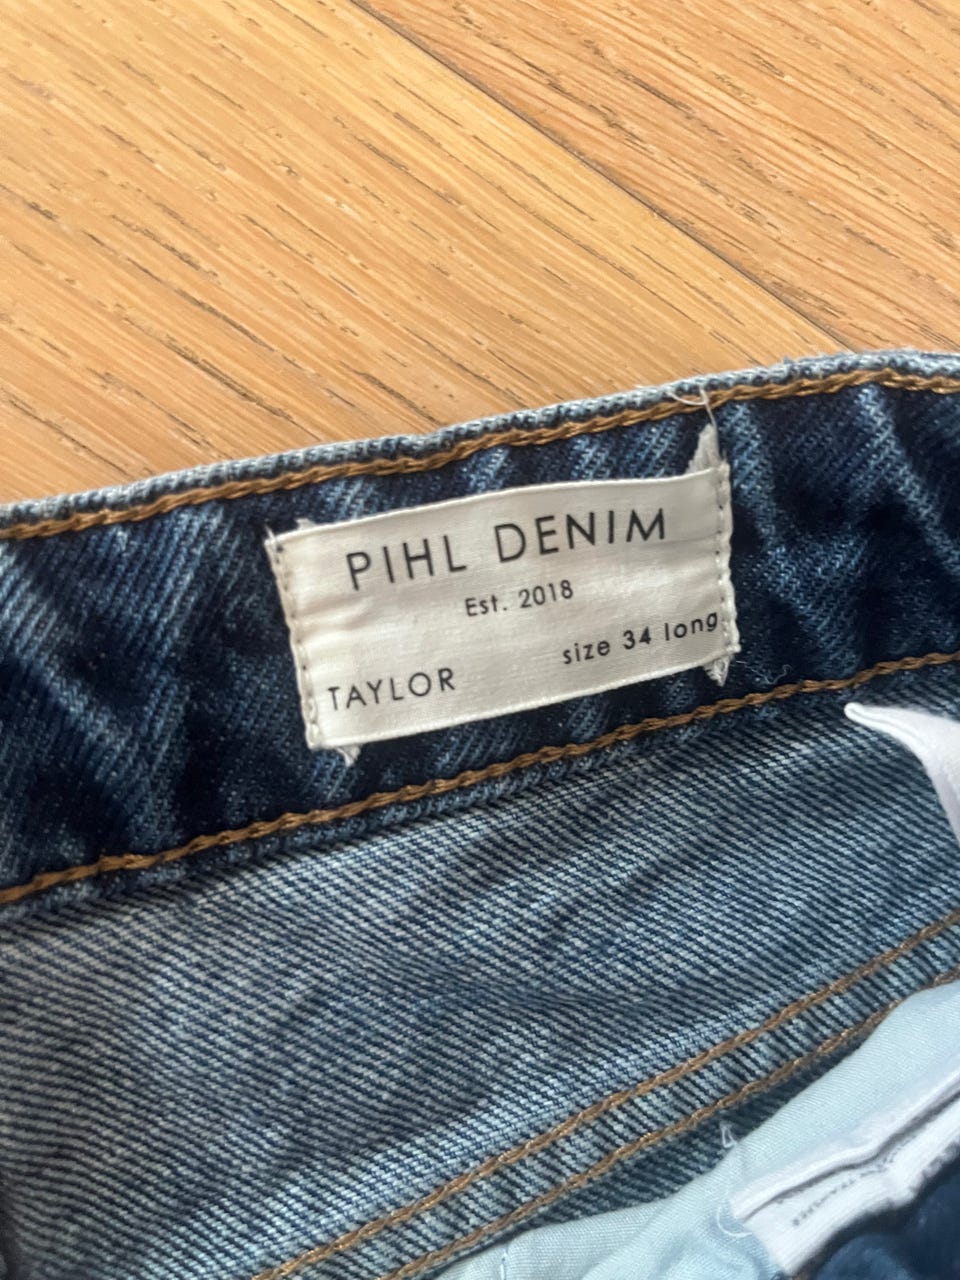 PIHL DENIM
Est. 2018
size 34 long
TAYLOR